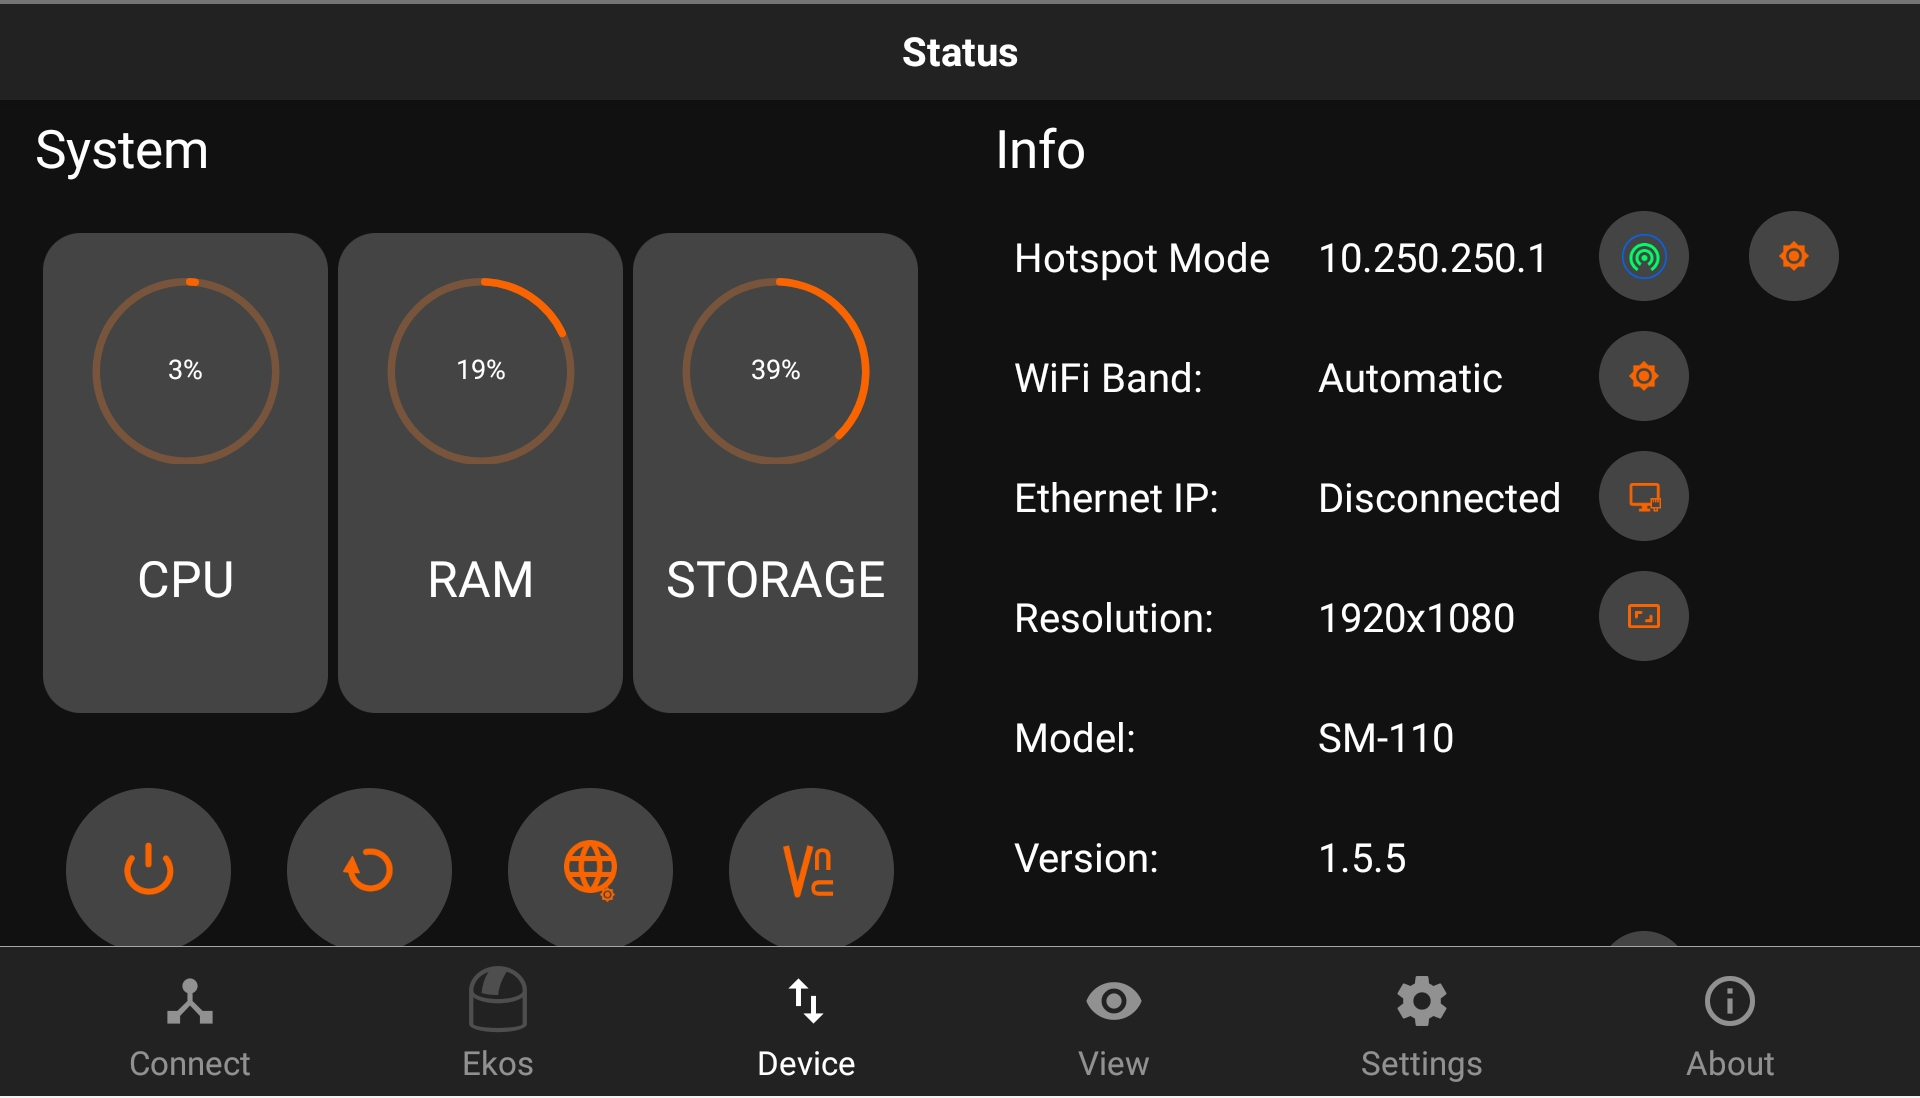 Status
System
3%
CPU
19%
RAM
39%
STORAGE
Vnc
Info
Hotspot Mode 10.250.250.1
WiFi Band: Automatic
Ethernet IP: Disconnected
Resolution: 1920x1080
Model: SM-110
Version: 1.5.5
Connect
Ekos
Device
View
Settings
About